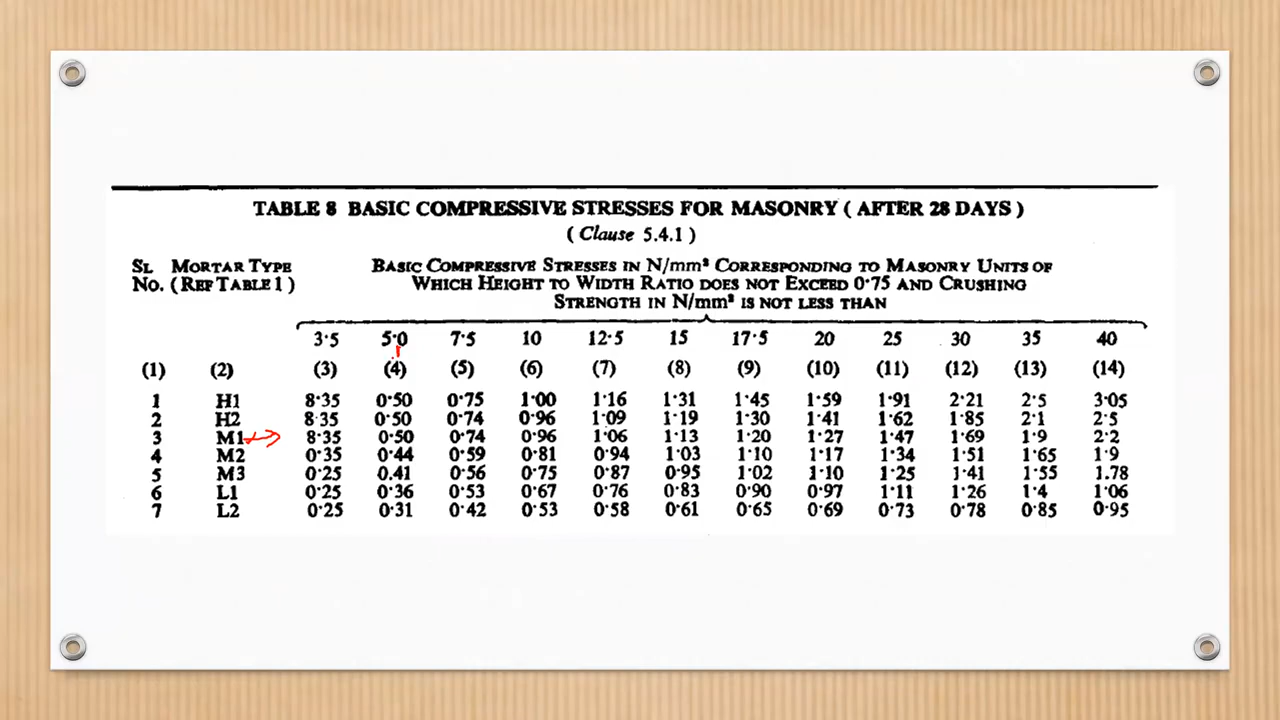 TABLE 8 BASIC COMPRESSIVE STRESSES FOR MASONRY ( AFTER 28 DAYS )
( Clause 5.4.1 )
SL MORTAR TYPE BASIC COMPRESSIVE STRESSES IN N/mm² CORRESPONDING TO MASONRY UNITS OF
NO. ( REF TABLE 1 ) WHICH HEIGHT TO WIDTH RATIO DOES NOT EXCEED 0·75 AND CRUSHING
STRENGTH IN N/mm² IS NOT LESS THAN
3·5 5·0 7·5 10 12·5 15 17·5 20 25 30 35 40
(1) (2) (3) (4) (5) (6) (7) (8) (9) (10) (11) (12) (13) (14)
1 H1 8·35 0·50 0·75 1·00 1·16 1·31 1·45 1·59 1·91 2·21 2·5 3·05
2 H2 8·35 0·50 0·74 0·96 1·09 1·19 1·30 1·41 1·62 1·85 2·1 2·5
3 M1 8·35 0·50 0·74 0·96 1·06 1·13 1·20 1·27 1·47 1·69 1·9 2·2
4 M2 0·35 0·44 0·59 0·81 0·94 1·03 1·10 1·17 1·34 1·51 1·65 1·9
5 M3 0·25 0.41 0·56 0·75 0·87 0·95 1·02 1·10 1·25 1·41 1·55 1.78
6 L1 0·25 0·36 0·53 0·67 0·76 0·83 0·90 0·97 1·11 1·26 1·4 1·06
7 L2 0·25 0·31 0·42 0·53 0·58 0·61 0·65 0·69 0·73 0·78 0·85 0·95